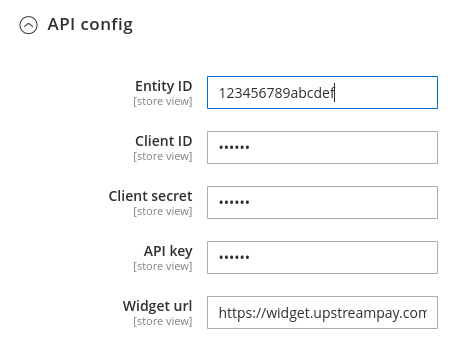 API config
Entity ID
[store view]
123456789abcdef
Client ID
[store view]
••••••
Client secret
[store view]
••••••
API key
[store view]
••••••
Widget url
[store view]
https://widget.upstreampay.com